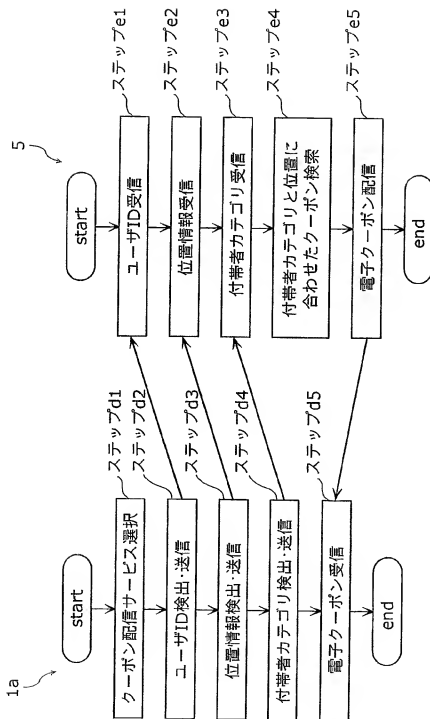 1a
start
クーポン配信サービス選択
ステップd1
ユーザID検出・送信
ステップd2
位置情報検出・送信
ステップd3
付帯者カテゴリ検出・送信
ステップd4
電子クーポン受信
ステップd5
end
5
start
ユーザID受信
ステップe1
位置情報受信
ステップe2
付帯者カテゴリ受信
ステップe3
付帯者カテゴリと位置に
合わせたクーポン検索
ステップe4
電子クーポン配信
ステップe5
end